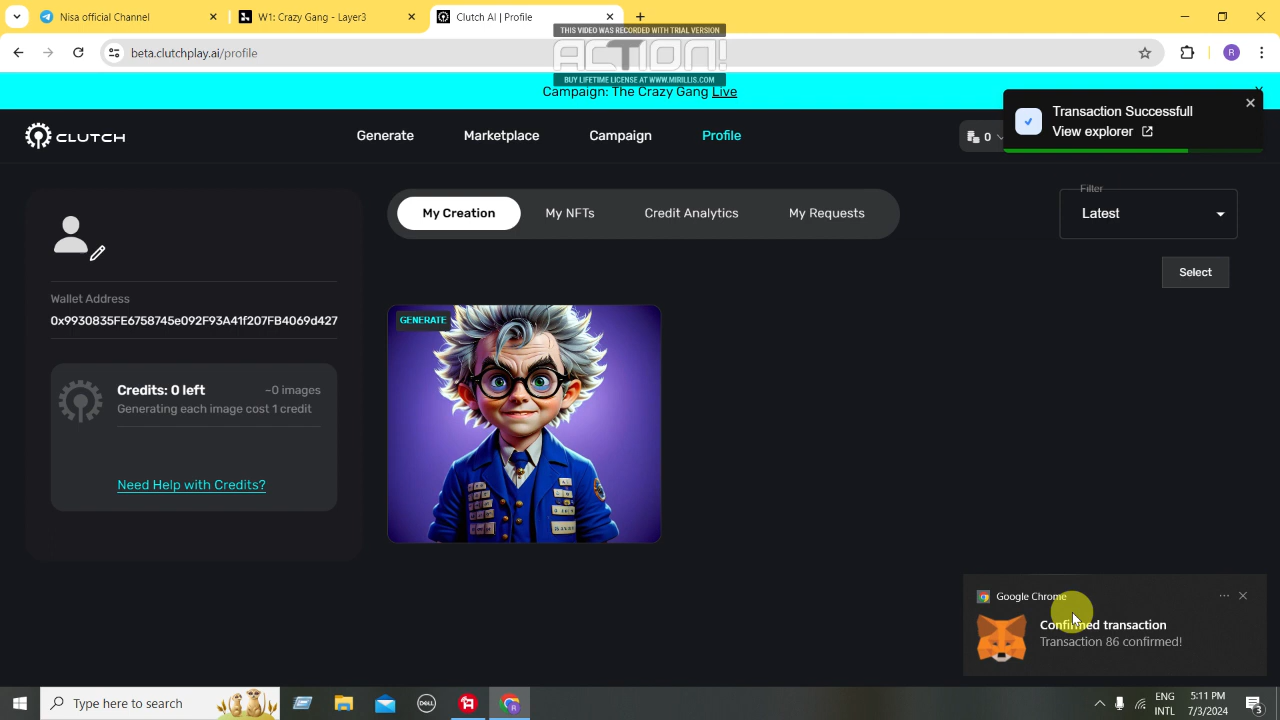 Nisa official Channel
W1: Crazy Gang - Layer3
Clutch AI | Profile
THIS VIDEO WAS RECORDED WITH TRIAL VERSION
beta.clutchplay.ai/profile
ACTION!
R
BUY LIFETIME LICENSE AT WWW.MIRILLIS.COM
Campaign: The Crazy Gang Live
Transaction Successfull
View explorer
CLUTCH
Generate
Marketplace
Campaign
Profile
0
My Creation
My NFTs
Credit Analytics
My Requests
Filter
Latest
Select
Wallet Address
0x9930835FE6758745e092F93A41f207FB4069d427
GENERATE
Credits: 0 left
~0 images
Generating each image cost 1 credit
Need Help with Credits?
Google Chrome
Confirmed transaction
Transaction 86 confirmed!
Type here to search
DELL
ENG
INTL
5:11 PM
7/3/2024
3